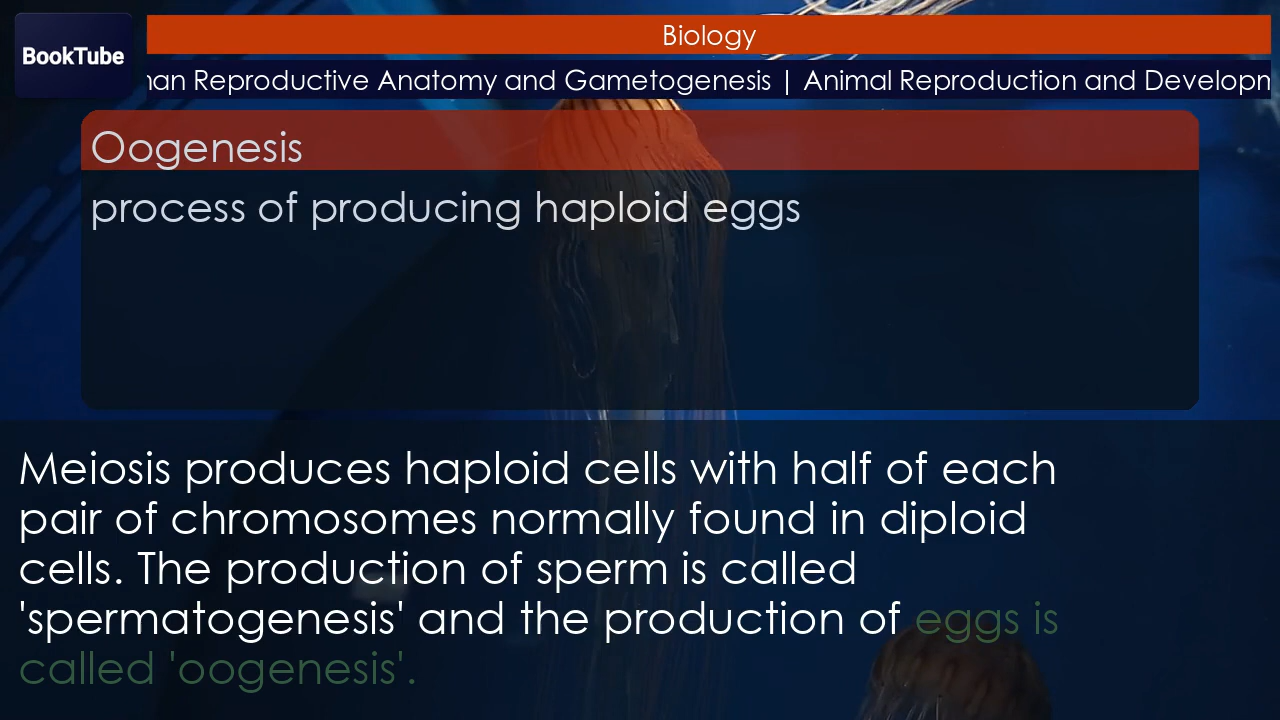 BookTube
Biology
Reproductive Anatomy and Gametogenesis | Animal Reproduction and
Oogenesis
process of producing haploid eggs
Meiosis produces haploid cells with half of each
pair of chromosomes normally found in diploid
cells. The production of sperm is called
'spermatogenesis' and the production of eggs is
called 'oogenesis'.